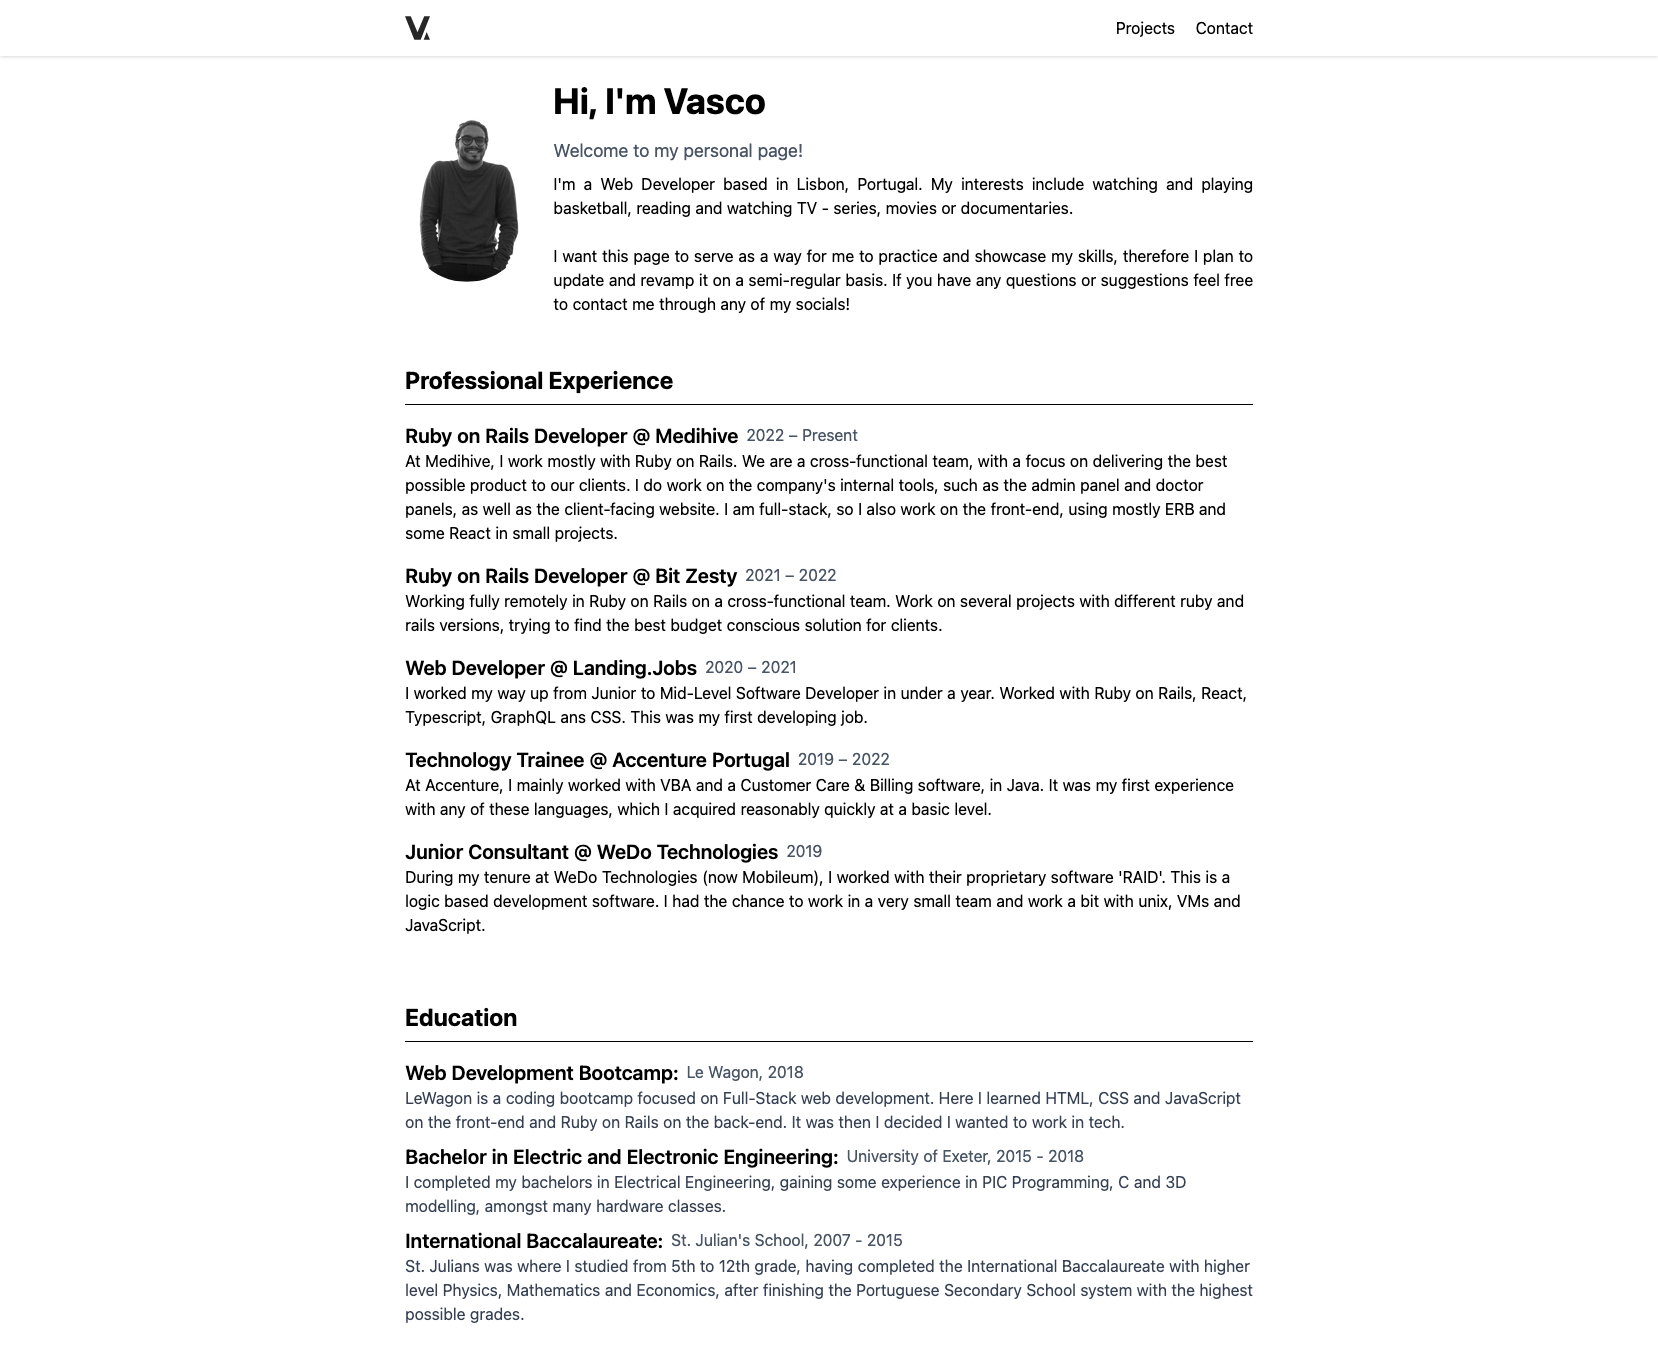 V.
Projects Contact
Hi, I'm Vasco
Welcome to my personal page!
I'm a Web Developer based in Lisbon, Portugal. My interests include watching and playing
basketball, reading and watching TV - series, movies or documentaries.
I want this page to serve as a way for me to practice and showcase my skills, therefore I plan to
update and revamp it on a semi-regular basis. If you have any questions or suggestions feel free
to contact me through any of my socials!
Professional Experience
Ruby on Rails Developer @ Medihive 2022 – Present
At Medihive, I work mostly with Ruby on Rails. We are a cross-functional team, with a focus on delivering the best
possible product to our clients. I do work on the company's internal tools, such as the admin panel and doctor
panels, as well as the client-facing website. I am full-stack, so I also work on the front-end, using mostly ERB and
some React in small projects.
Ruby on Rails Developer @ Bit Zesty 2021 – 2022
Working fully remotely in Ruby on Rails on a cross-functional team. Work on several projects with different ruby and
rails versions, trying to find the best budget conscious solution for clients.
Web Developer @ Landing.Jobs 2020 – 2021
I worked my way up from Junior to Mid-Level Software Developer in under a year. Worked with Ruby on Rails, React,
Typescript, GraphQL ans CSS. This was my first developing job.
Technology Trainee @ Accenture Portugal 2019 – 2022
At Accenture, I mainly worked with VBA and a Customer Care & Billing software, in Java. It was my first experience
with any of these languages, which I acquired reasonably quickly at a basic level.
Junior Consultant @ WeDo Technologies 2019
During my tenure at WeDo Technologies (now Mobileum), I worked with their proprietary software 'RAID'. This is a
logic based development software. I had the chance to work in a very small team and work a bit with unix, VMs and
JavaScript.
Education
Web Development Bootcamp: Le Wagon, 2018
LeWagon is a coding bootcamp focused on Full-Stack web development. Here I learned HTML, CSS and JavaScript
on the front-end and Ruby on Rails on the back-end. It was then I decided I wanted to work in tech.
Bachelor in Electric and Electronic Engineering: University of Exeter, 2015 - 2018
I completed my bachelors in Electrical Engineering, gaining some experience in PIC Programming, C and 3D
modelling, amongst many hardware classes.
International Baccalaureate: St. Julian's School, 2007 - 2015
St. Julians was where I studied from 5th to 12th grade, having completed the International Baccalaureate with higher
level Physics, Mathematics and Economics, after finishing the Portuguese Secondary School system with the highest
possible grades.